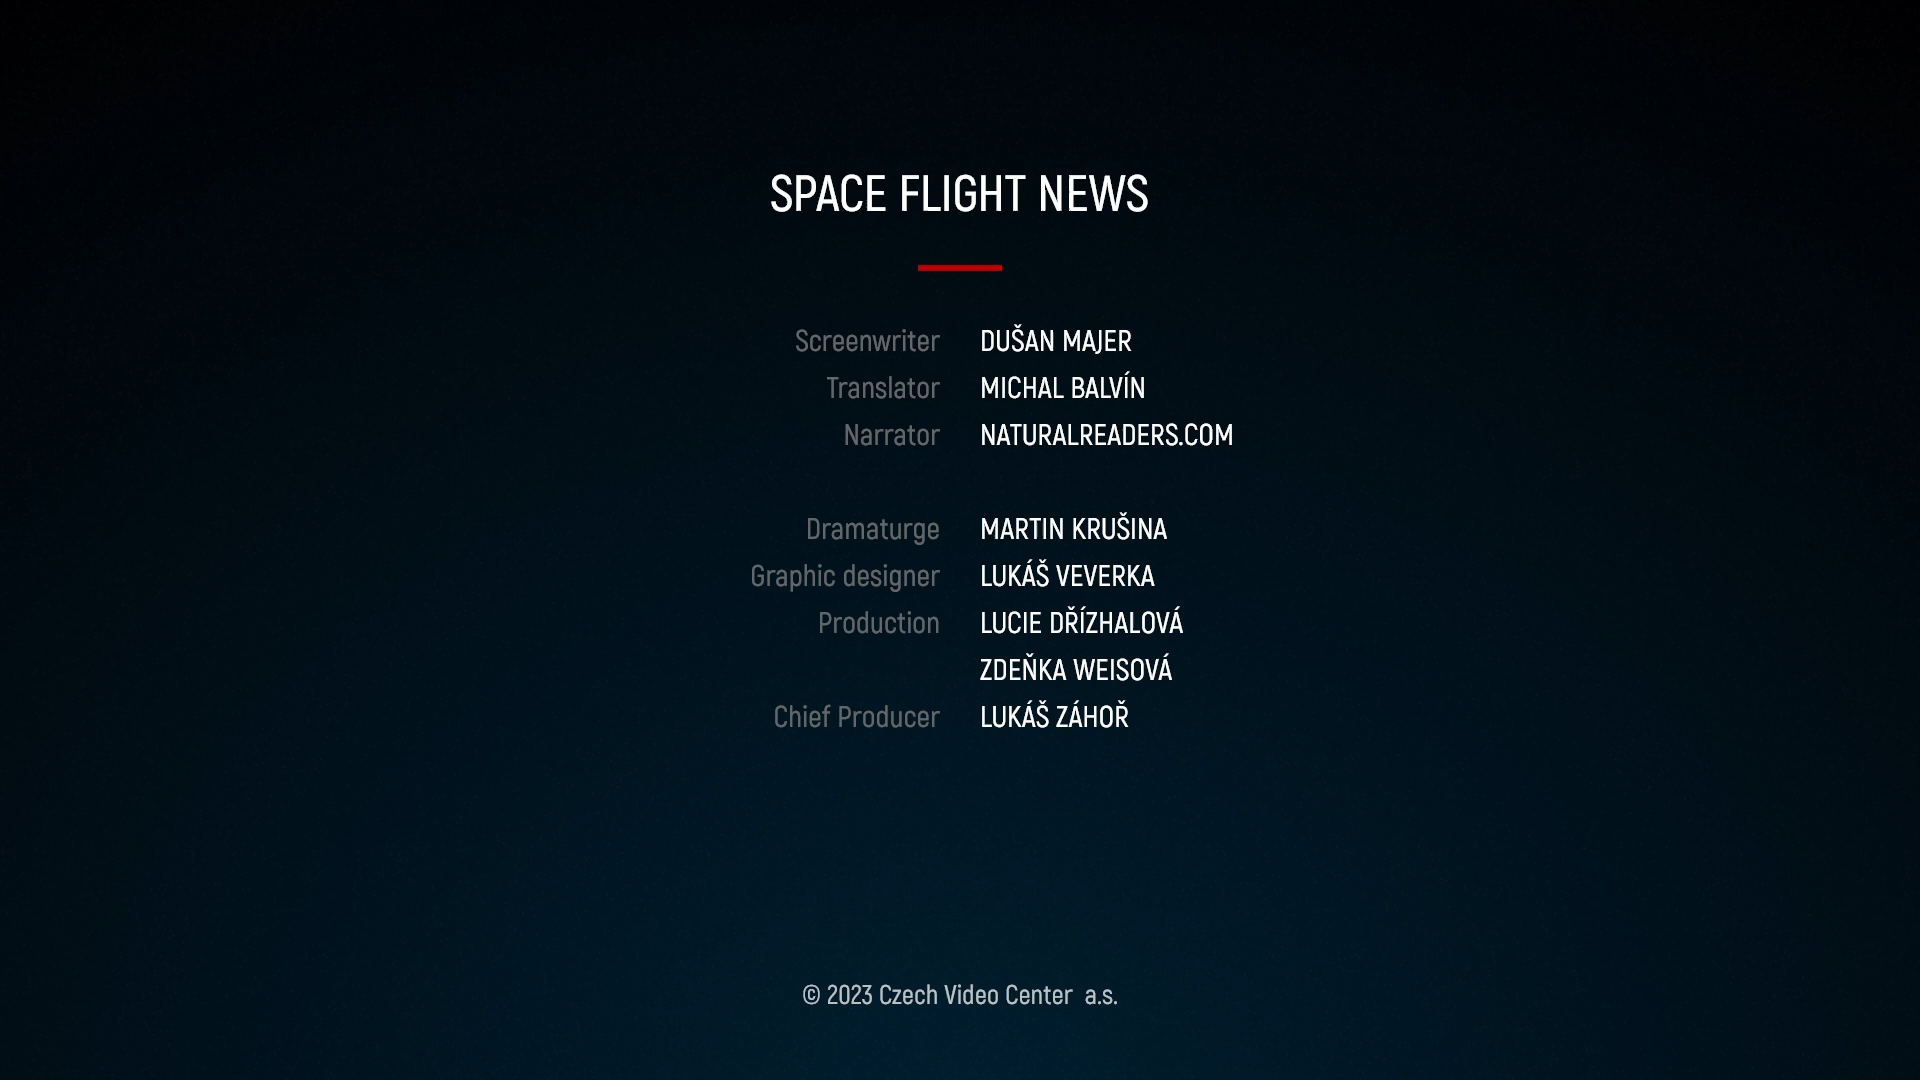 SPACE FLIGHT NEWS
Screenwriter DUŠAN MAJER
Translator MICHAL BALVÍN
Narrator NATURALREADERS.COM
Dramaturge MARTIN KRUŠINA
Graphic designer LUKÁŠ VEVERKA
Production LUCIE DŘÍZHALOVÁ
ZDEŇKA WEISOVÁ
Chief Producer LUKÁŠ ZÁHOŘ
© 2023 Czech Video Center a.s.